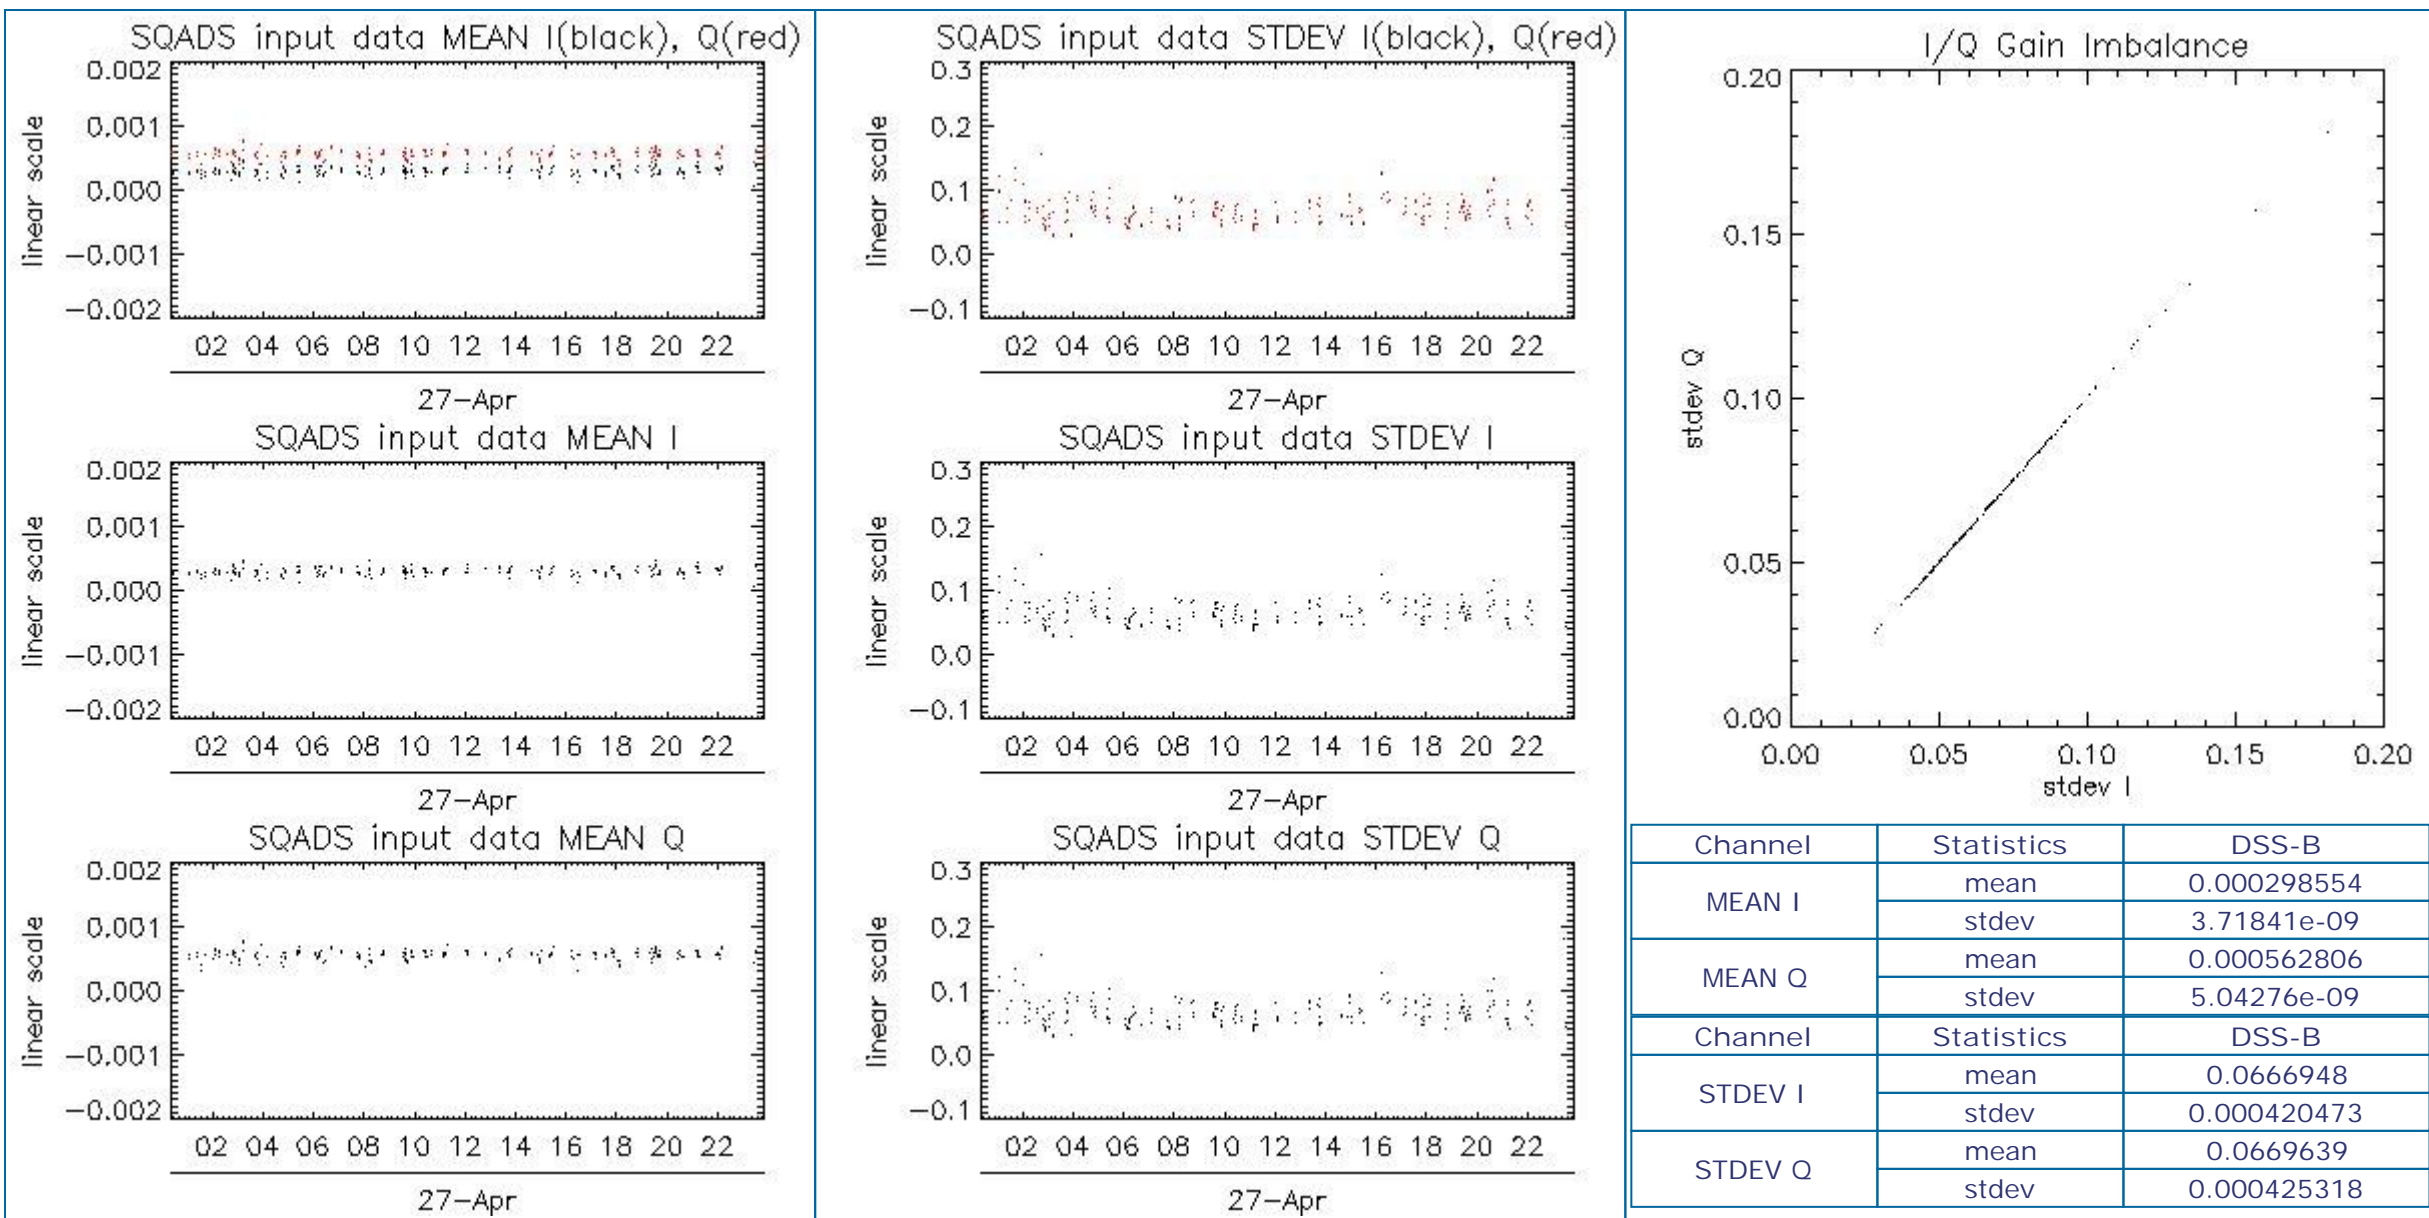 SQADS input data MEAN I(black), Q(red)
0.002
0.001
0.000
−0.001
−0.002
linear scale
02 04 06 08 10 12 14 16 18 20 22
27−Apr
SQADS input data MEAN I
0.002
0.001
0.000
−0.001
−0.002
linear scale
02 04 06 08 10 12 14 16 18 20 22
27−Apr
SQADS input data MEAN Q
0.002
0.001
0.000
−0.001
−0.002
linear scale
02 04 06 08 10 12 14 16 18 20 22
27−Apr
SQADS input data STDEV I(black), Q(red)
0.3
0.2
0.1
0.0
−0.1
linear scale
02 04 06 08 10 12 14 16 18 20 22
27−Apr
SQADS input data STDEV I
0.3
0.2
0.1
0.0
−0.1
linear scale
02 04 06 08 10 12 14 16 18 20 22
27−Apr
SQADS input data STDEV Q
0.3
0.2
0.1
0.0
−0.1
linear scale
02 04 06 08 10 12 14 16 18 20 22
27−Apr
I/Q Gain Imbalance
0.20
0.15
0.10
0.05
0.00
stdev Q
0.00 0.05 0.10 0.15 0.20
stdev I
Channel Statistics DSS-B
MEAN I mean 0.000298554
stdev 3.71841e-09
MEAN Q mean 0.000562806
stdev 5.04276e-09
Channel Statistics DSS-B
STDEV I mean 0.0666948
stdev 0.000420473
STDEV Q mean 0.0669639
stdev 0.000425318